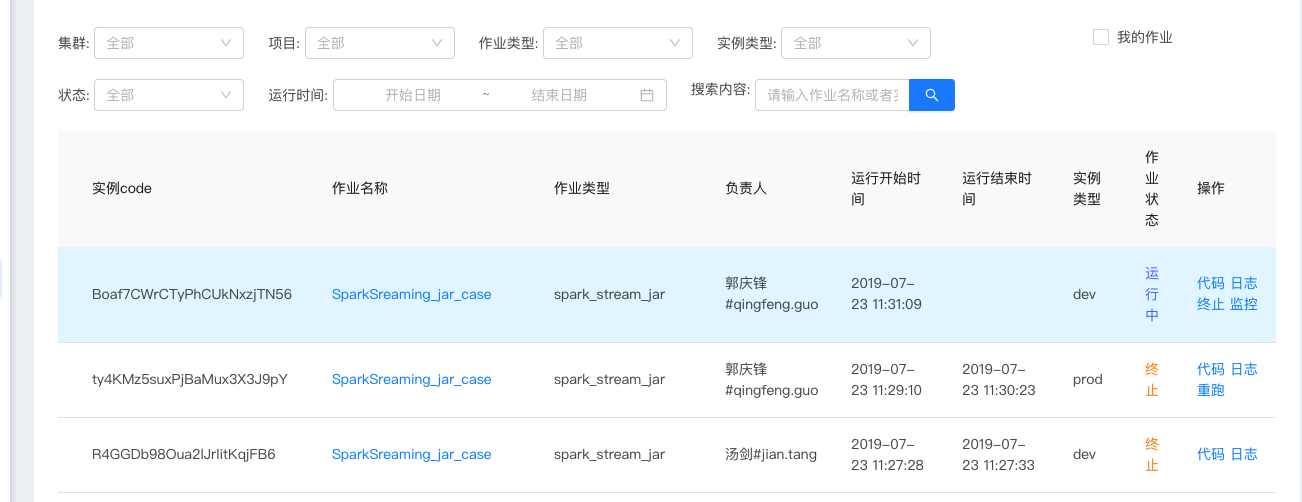 集群: 全部 项目: 全部 作业类型: 全部 实例类型: 全部 我的作业
状态: 全部 运行时间: 开始日期 ~ 结束日期 搜索内容: 请输入作业名称或者
实例code 作业名称 作业类型 负责人 运行开始时间 运行结束时间 实例类型 作业状态 操作
Boaf7CWrCTyPhCUkNxzjTN56 SparkSreaming_jar_case spark_stream_jar 郭庆锋#qingfeng.guo 2019-07-23 11:31:09 dev 运行中 代码 日志 终止 监控
ty4KMz5suxPjBaMux3X3J9pY SparkSreaming_jar_case spark_stream_jar 郭庆锋#qingfeng.guo 2019-07-23 11:29:10 2019-07-23 11:30:23 prod 终止 代码 日志 重跑
R4GGDb98Oua2lJrlitKqjFB6 SparkSreaming_jar_case spark_stream_jar 汤剑#jian.tang 2019-07-23 11:27:28 2019-07-23 11:27:33 dev 终止 代码 日志